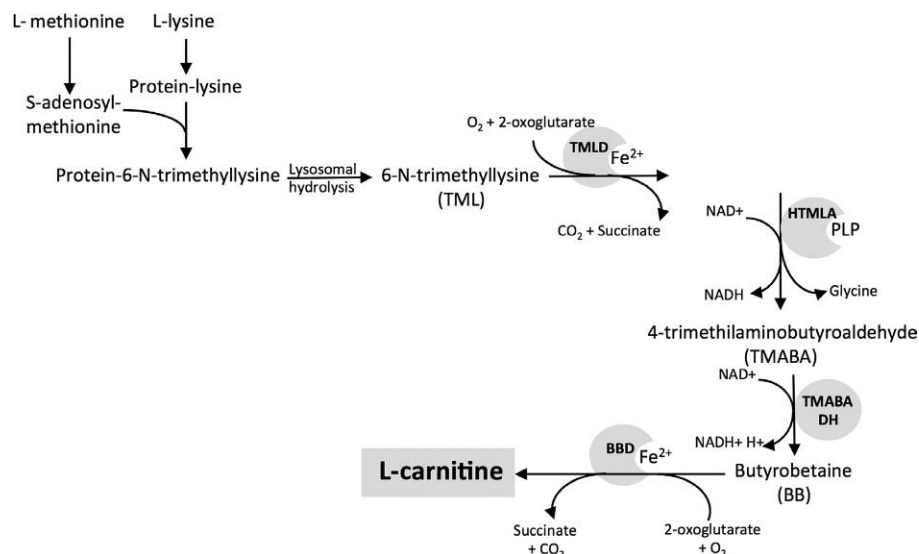 L- methionine
L-lysine
Protein-lysine
S-adenosyl-
methionine
Protein-6-N-trimethyllysine
Lysosomal
hydrolysis
6-N-trimethyllysine
(TML)
O₂ + 2-oxoglutarate
TMLD
Fe²⁺
CO₂ + Succinate
NAD+
HTMLA
PLP
NADH
Glycine
4-trimethilaminobutyroaldehyde
(TMABA)
NAD+
TMABA
DH
NADH+ H+
Butyrobetaine
(BB)
BBD
Fe²⁺
L-carnitine
Succinate
+ CO₂
2-oxoglutarate
+ O₂